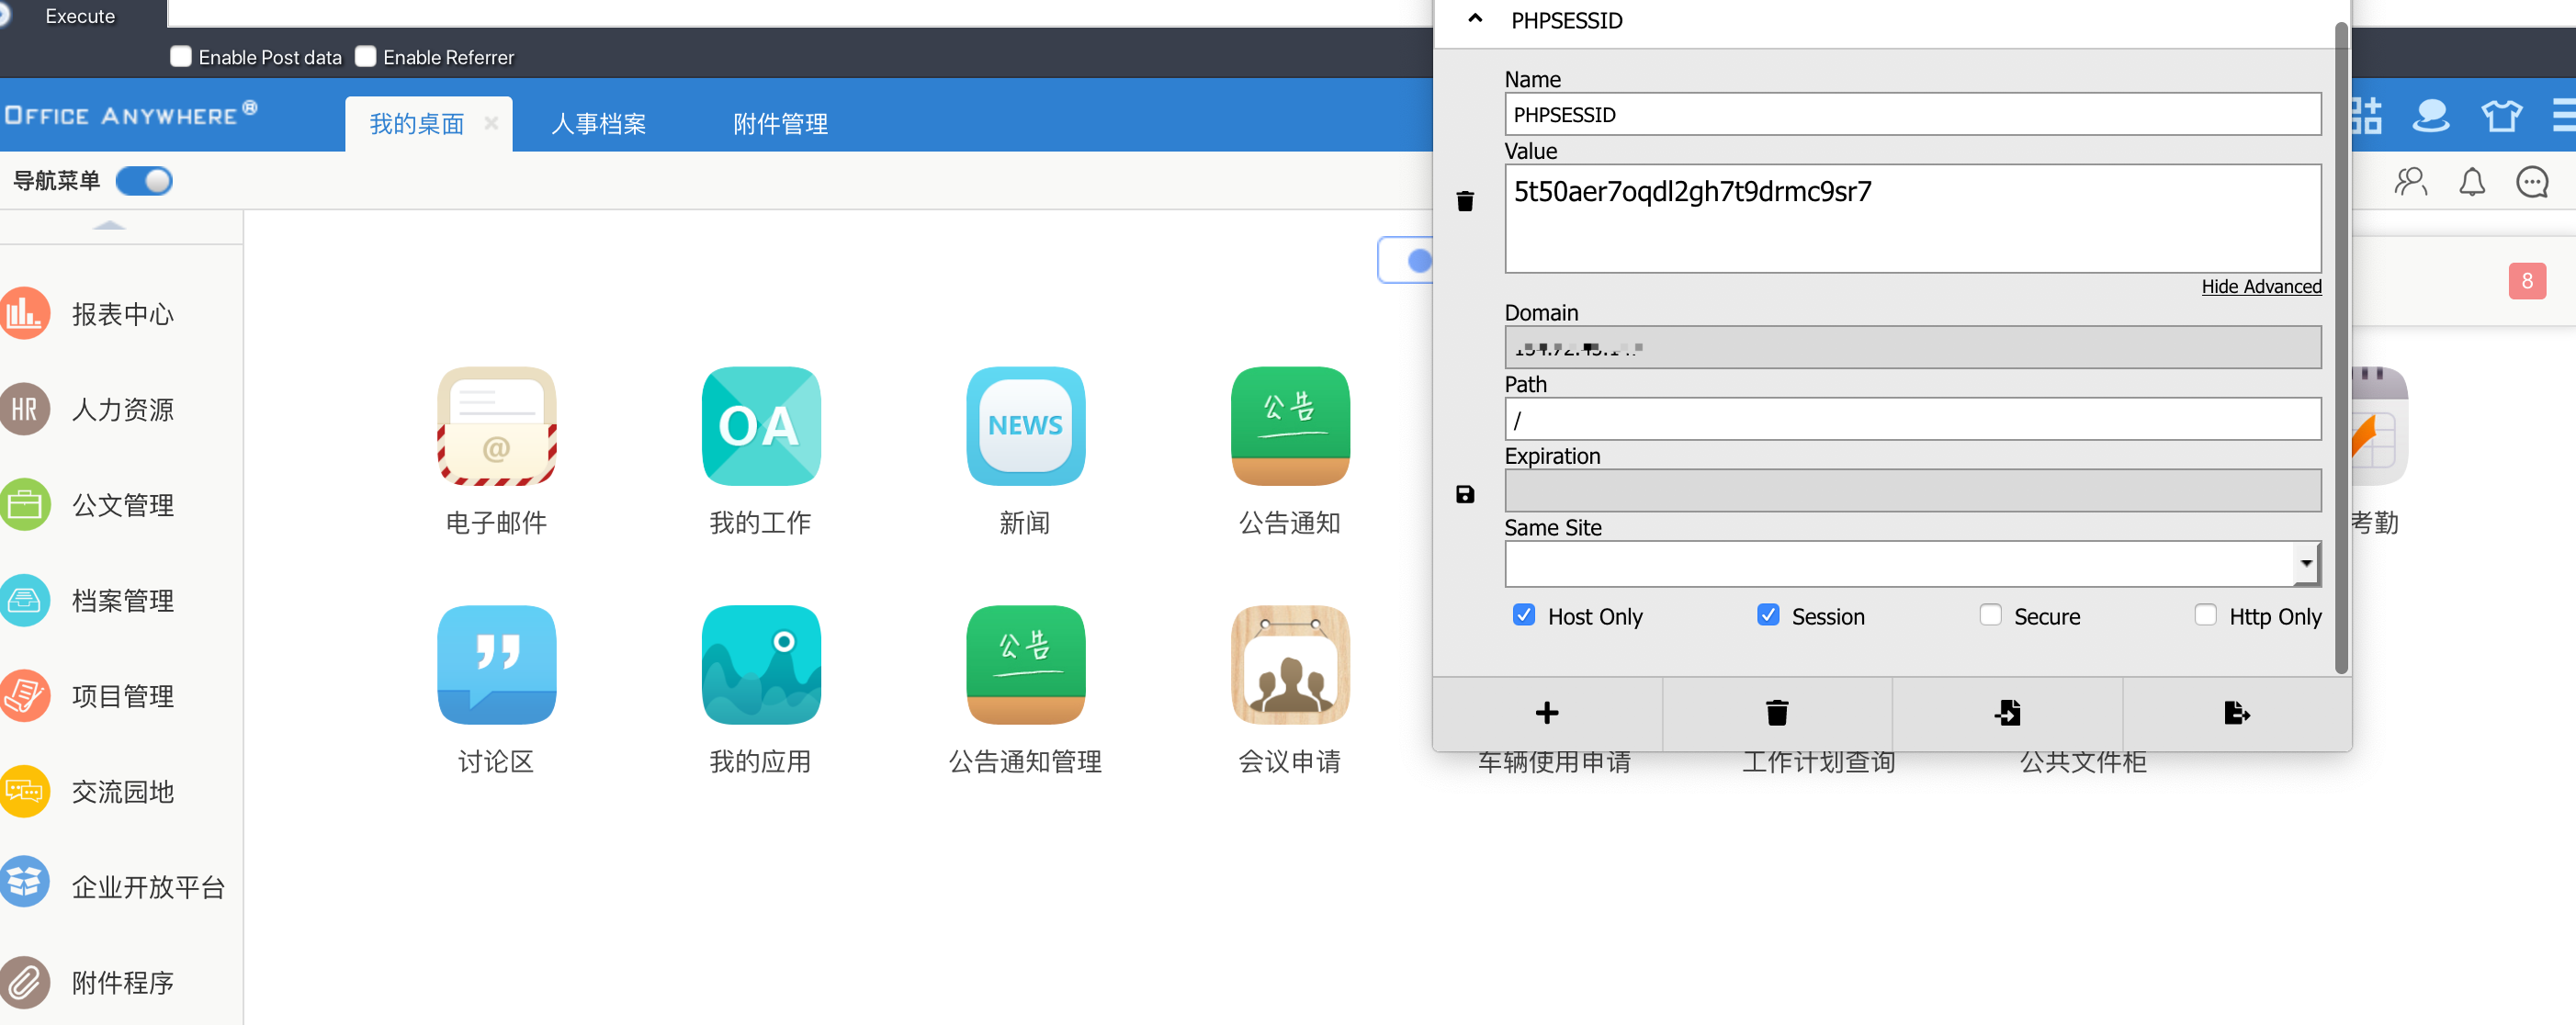 Execute
Enable Post data
Enable Referrer
OFFICE ANYWHERE®
我的桌面
人事档案
附件管理
导航菜单
报表中心
人力资源
HR
公文管理
档案管理
项目管理
交流园地
企业开放平台
附件程序
@
OA
NEWS
公告
电子邮件
我的工作
新闻
公告通知
考勤
公告
讨论区
我的应用
公告通知管理
会议申请
车辆使用申请
工作计划查询
公共文件柜
PHPSESSID
Name
PHPSESSID
Value
5t50aer7oqdl2gh7t9drmc9sr7
Hide Advanced
Domain
Path
/
Expiration
Same Site
Host Only
Session
Secure
Http Only
8